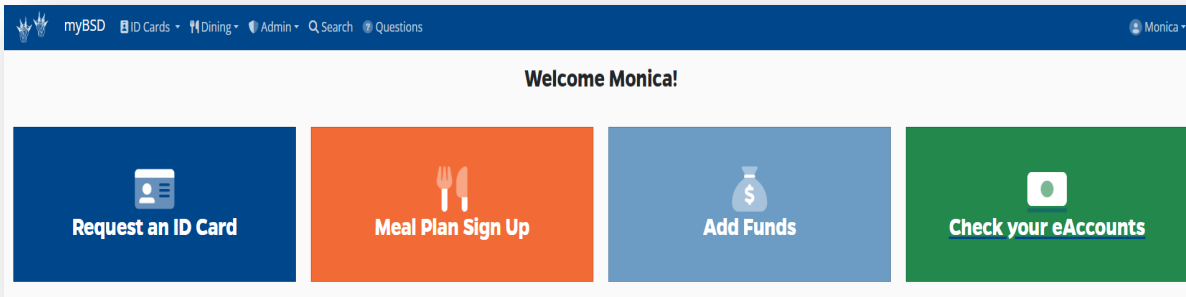 myBSD ID Cards Dining Admin Search ? Questions Monica
Welcome Monica!
Request an ID Card Meal Plan Sign Up $ Add Funds Check your eAccounts